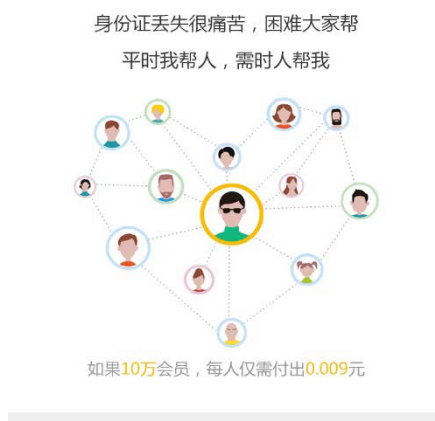 身份证丢失很痛苦，困难大家帮
平时我帮人，需时人帮我
如果10万会员，每人仅需付出0.009元